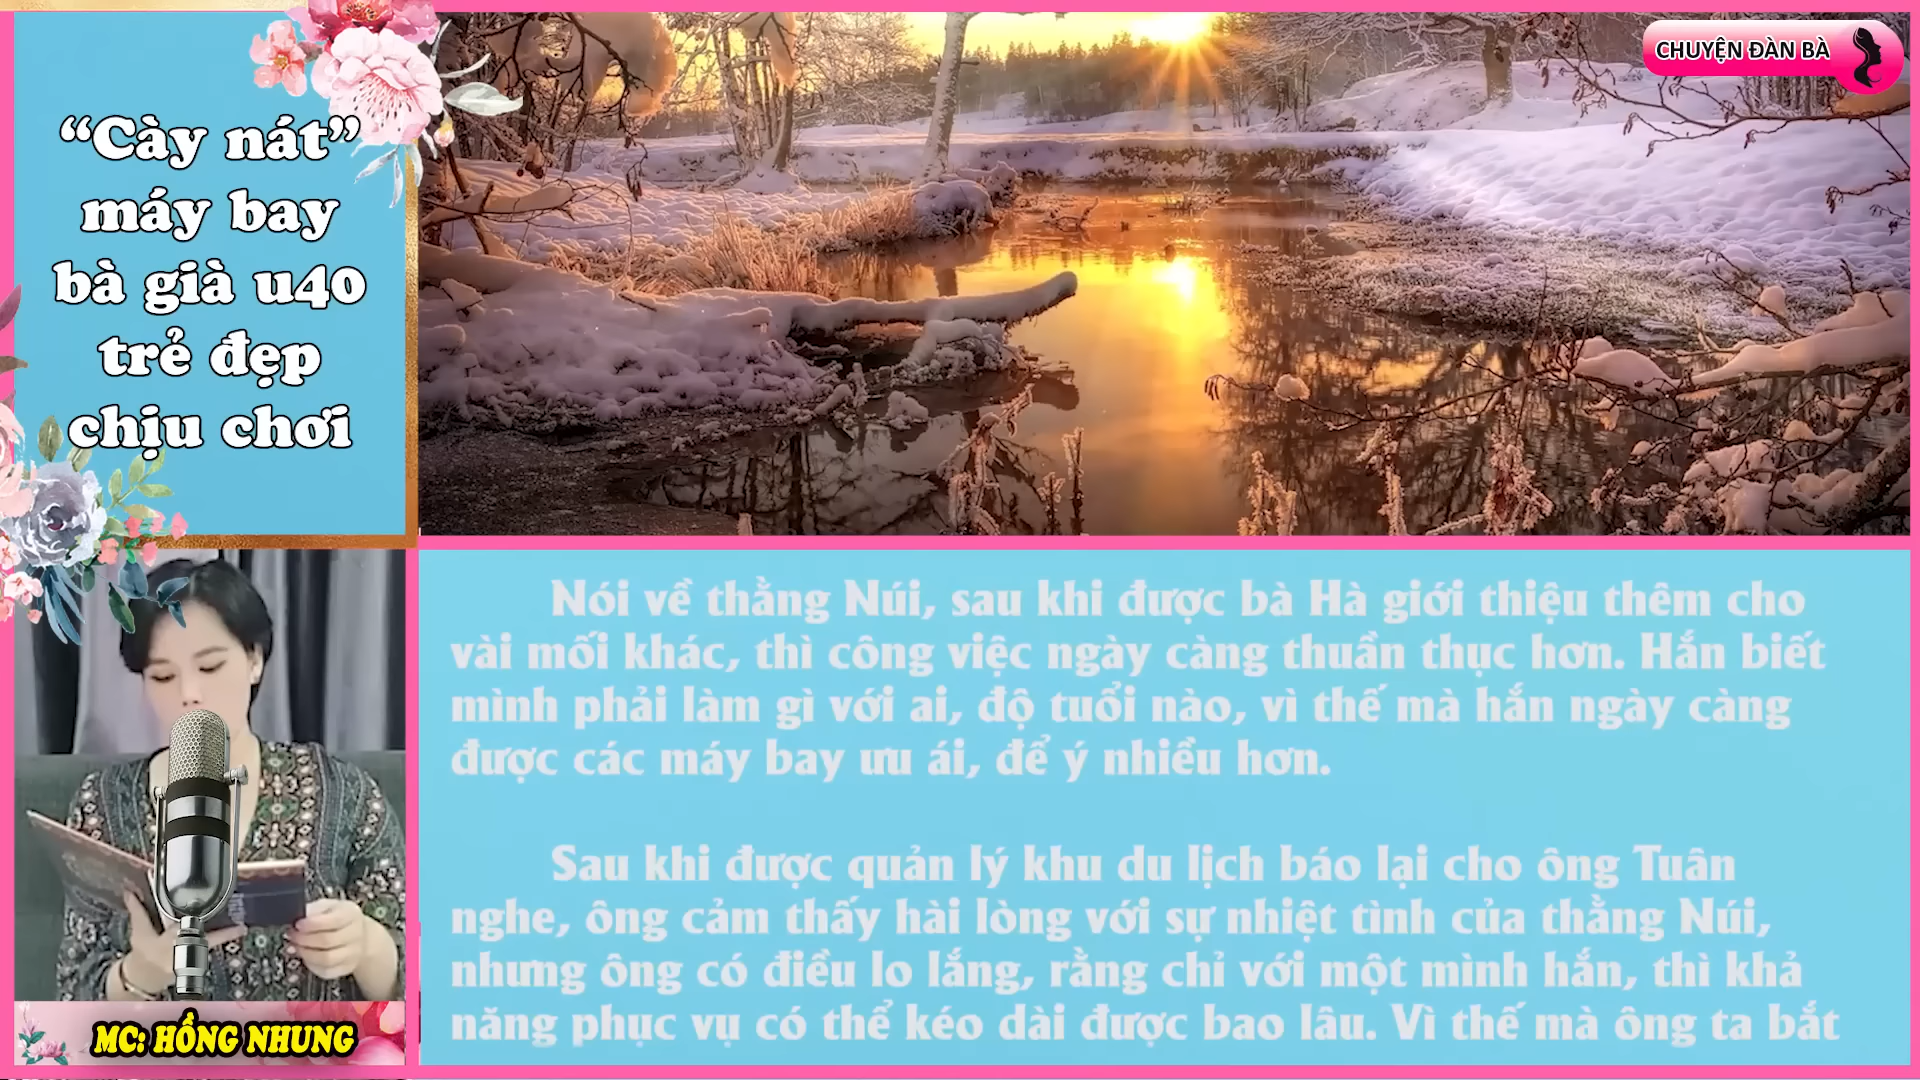 “Cày nát”
máy bay
bà già u40
trẻ đẹp
chịu chơi
CHUYỆN ĐÀN BÀ
Nói về thằng Núi, sau khi được bà Hà giới thiệu thêm cho
vài mối khác, thì công việc ngày càng thuần thục hơn. Hắn biết
mình phải làm gì với ai, độ tuổi nào, vì thế mà hắn ngày càng
được các máy bay ưu ái, để ý nhiều hơn.
Sau khi được quản lý khu du lịch báo lại cho ông Tuân
nghe, ông cảm thấy hài lòng với sự nhiệt tình của thằng Núi,
nhưng ông có điều lo lắng, rằng chỉ với một mình hắn, thì khả
năng phục vụ có thể kéo dài được bao lâu. Vì thế mà ông ta bắt
MC: HỒNG NHUNG